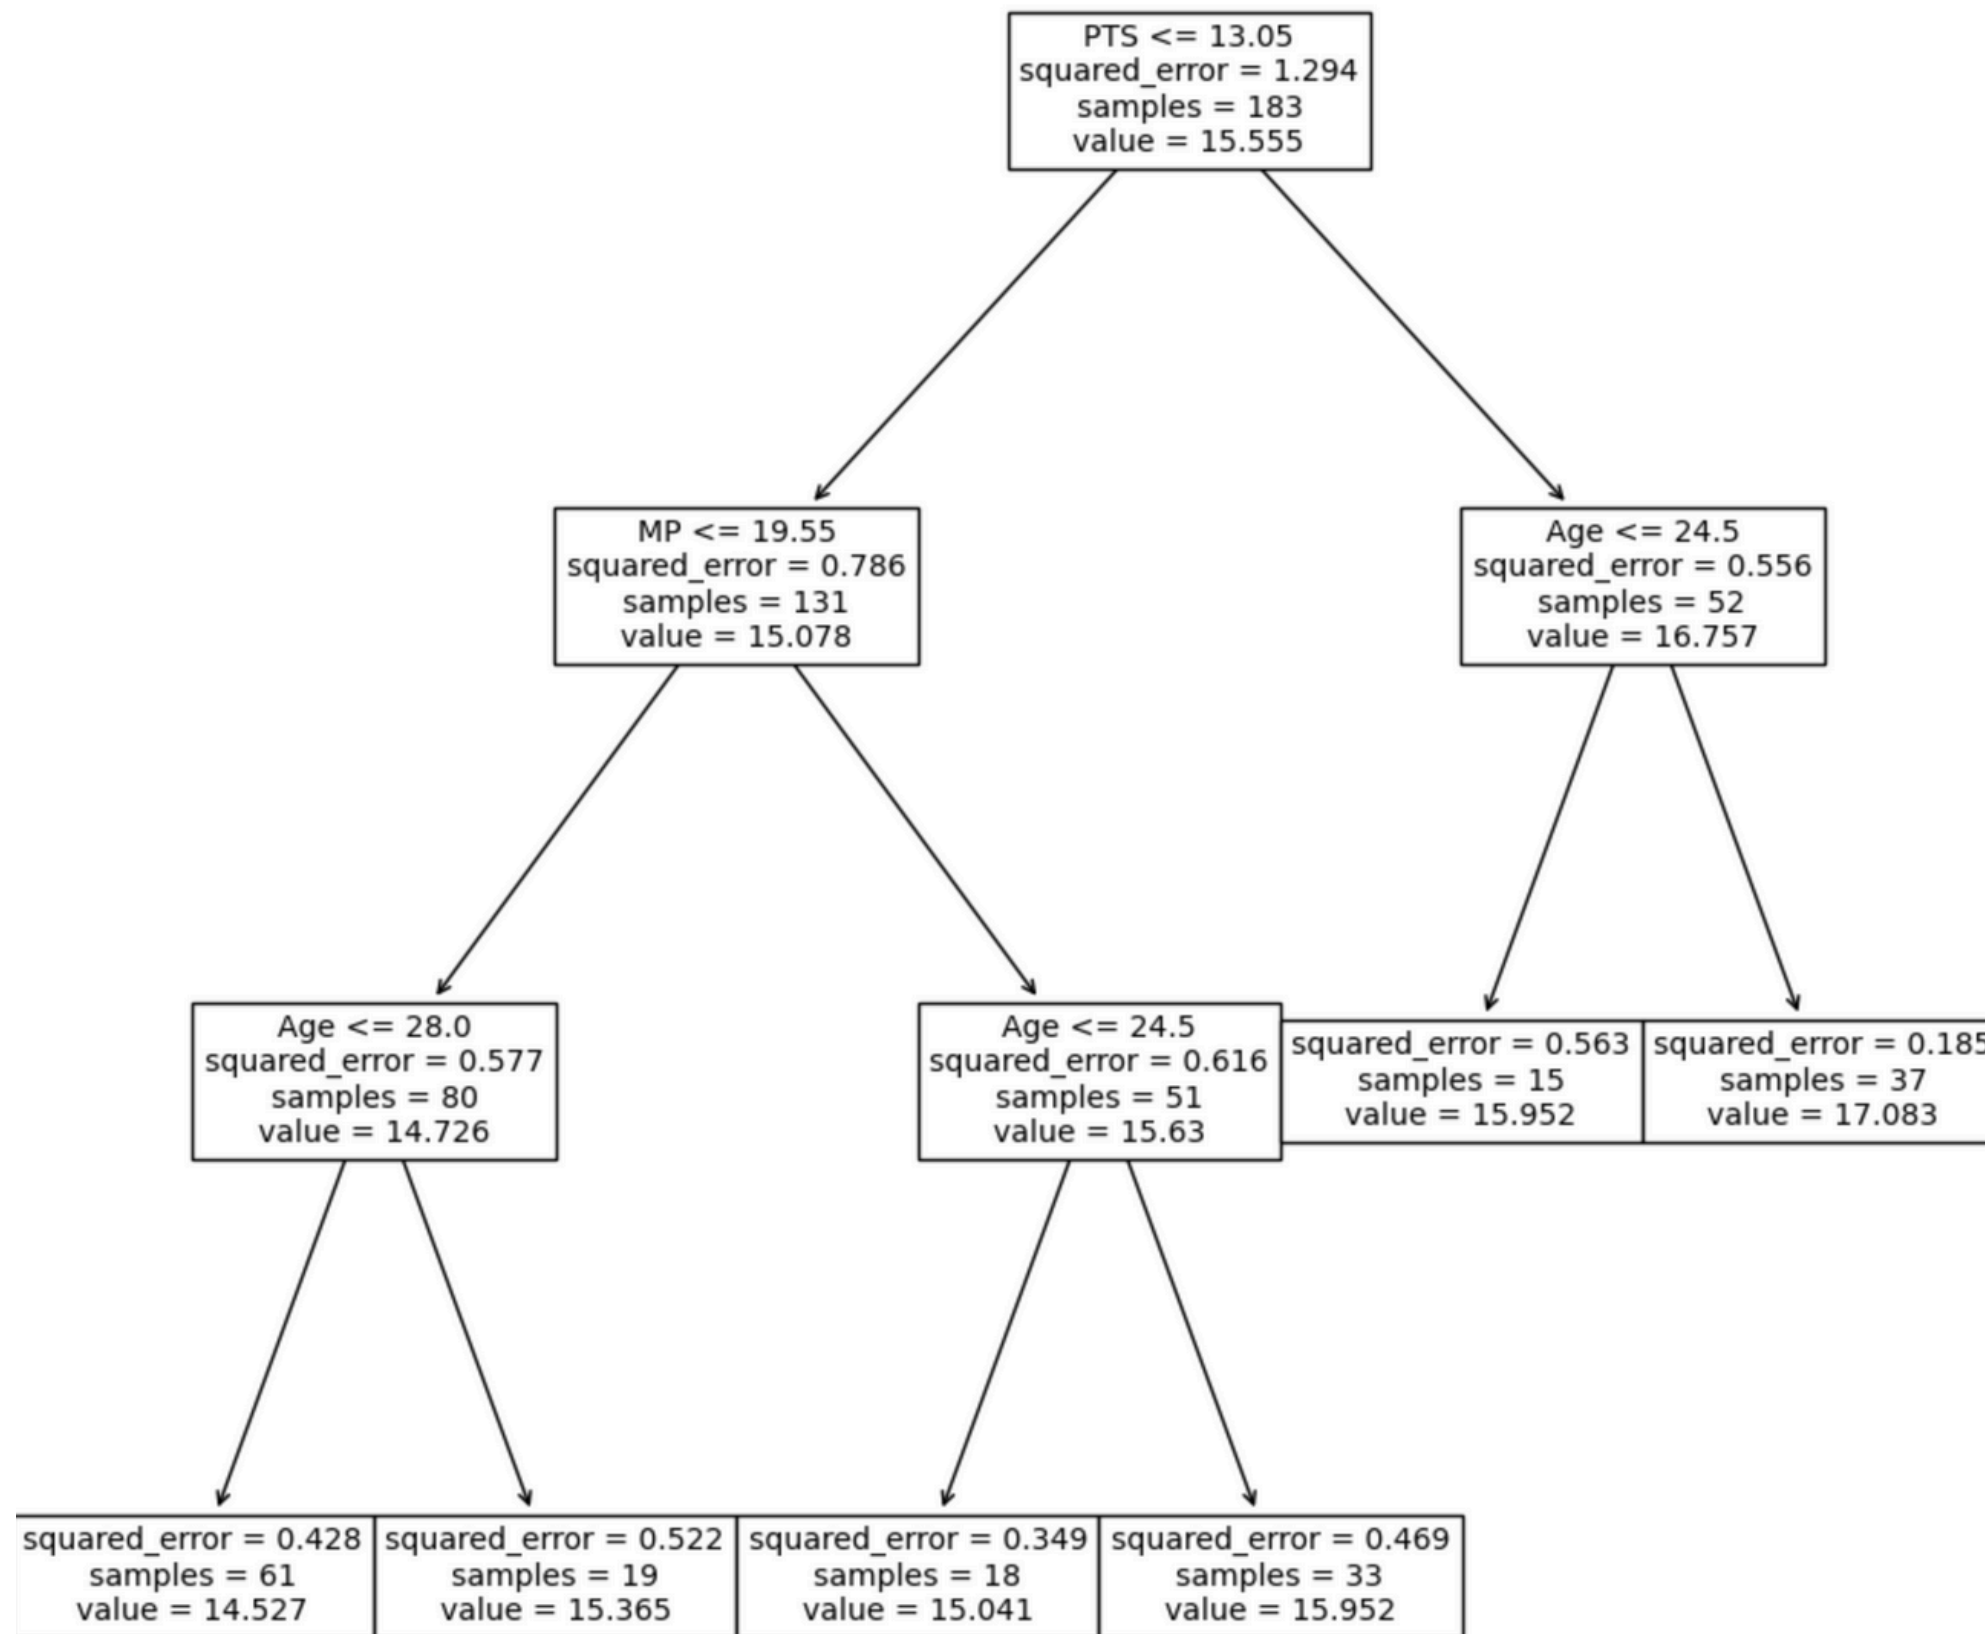 PTS <= 13.05
squared_error = 1.294
samples = 183
value = 15.555
MP <= 19.55
squared_error = 0.786
samples = 131
value = 15.078
Age <= 24.5
squared_error = 0.556
samples = 52
value = 16.757
Age <= 28.0
squared_error = 0.577
samples = 80
value = 14.726
Age <= 24.5
squared_error = 0.616
samples = 51
value = 15.63
squared_error = 0.563
samples = 15
value = 15.952
squared_error = 0.185
samples = 37
value = 17.083
squared_error = 0.428
samples = 61
value = 14.527
squared_error = 0.522
samples = 19
value = 15.365
squared_error = 0.349
samples = 18
value = 15.041
squared_error = 0.469
samples = 33
value = 15.952